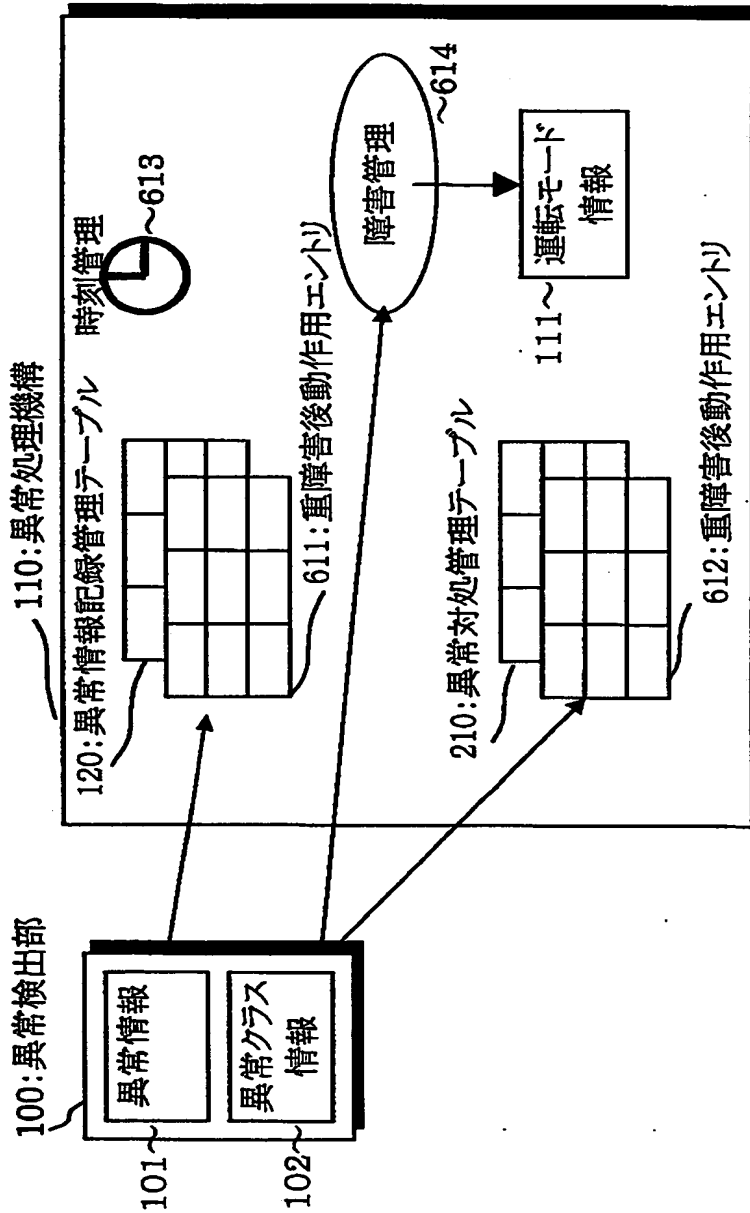 100:異常検出部
異常情報
101
異常クラス
情報
102
110:異常処理機構
120:異常情報記録管理テーブル
611:重障害後動作用エントリ
時刻管理
613
障害管理
614
運転モード
情報
111
210:異常対処管理テーブル
612:重障害後動作用エントリ